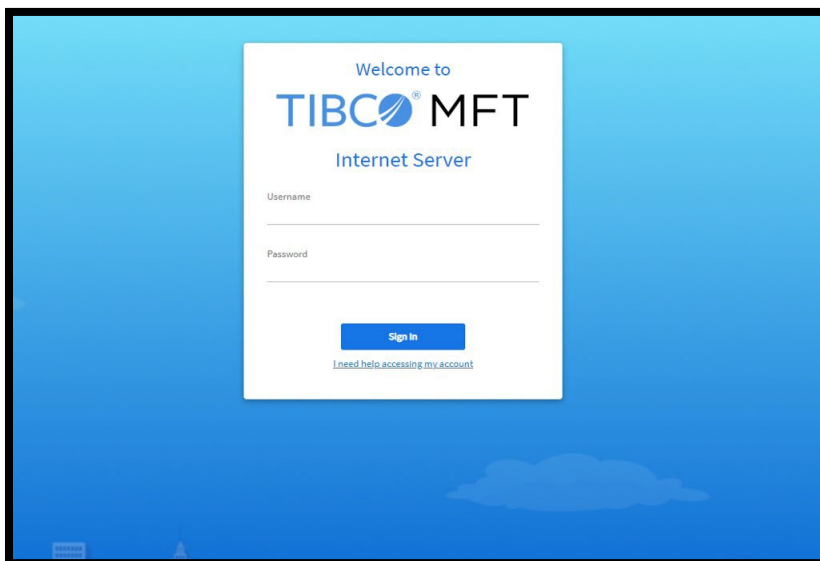 Welcome to
TIBCO® MFT
Internet Server
Username
Password
Sign In
I need help accessing my account